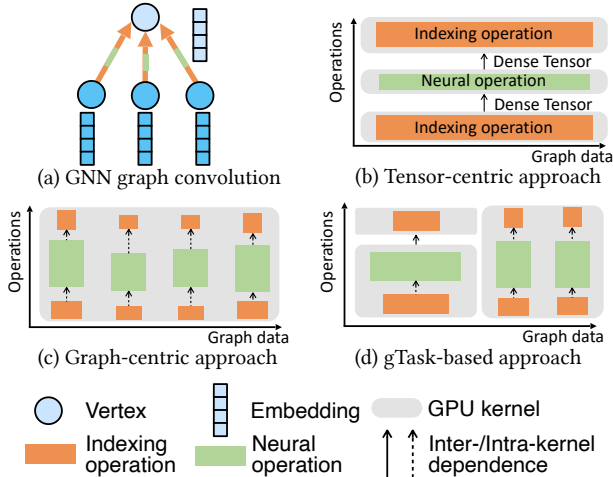 (a) GNN graph convolution
Operations
Indexing operation
Dense Tensor
Neural operation
Dense Tensor
Indexing operation
Graph data
(b) Tensor-centric approach
Operations
Graph data
(c) Graph-centric approach
Operations
Graph data
(d) gTask-based approach
Vertex
Embedding
GPU kernel
Indexing
operation
Neural
operation
Inter-/Intra-kernel
dependence